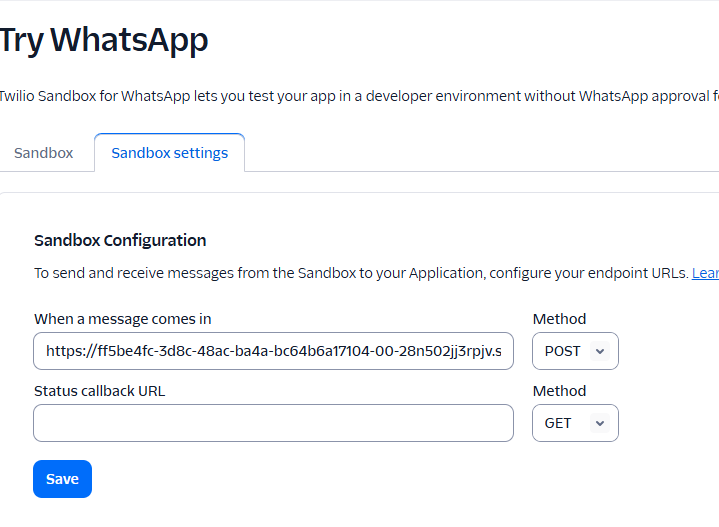 Try WhatsApp
Twilio Sandbox for WhatsApp lets you test your app in a developer environment without WhatsApp approval
Sandbox
Sandbox settings
Sandbox Configuration
To send and receive messages from the Sandbox to your Application, configure your endpoint URLs. Lear
When a message comes in
Method
https://ff5be4fc-3d8c-48ac-ba4a-bc64b6a17104-00-28n502jj3rpjv.s
POST
Status callback URL
Method
GET
Save